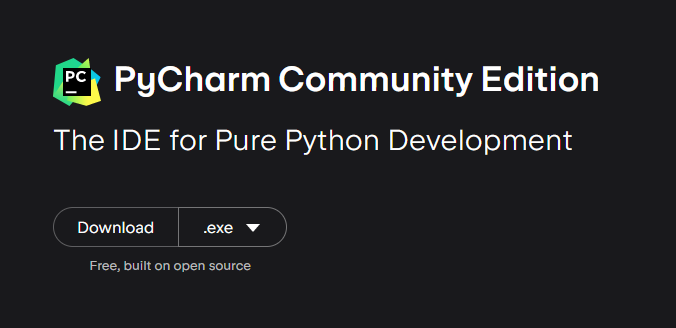 PC
PyCharm Community Edition
The IDE for Pure Python Development
Download
.exe
Free, built on open source